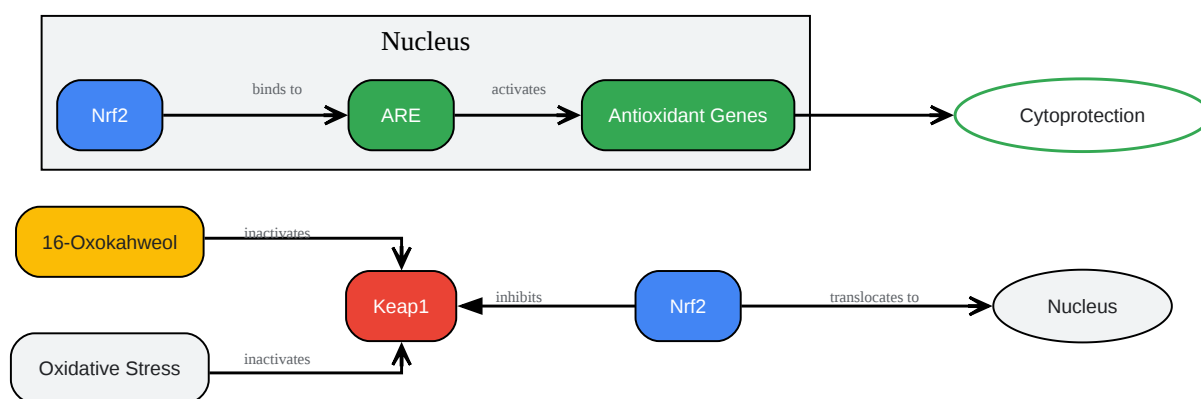 Nucleus
Nrf2
binds to
ARE
activates
Antioxidant Genes
Cytoprotection
16-Oxokahweol
inactivates
Keap1
inhibits
Nrf2
translocates to
Nucleus
Oxidative Stress
inactivates